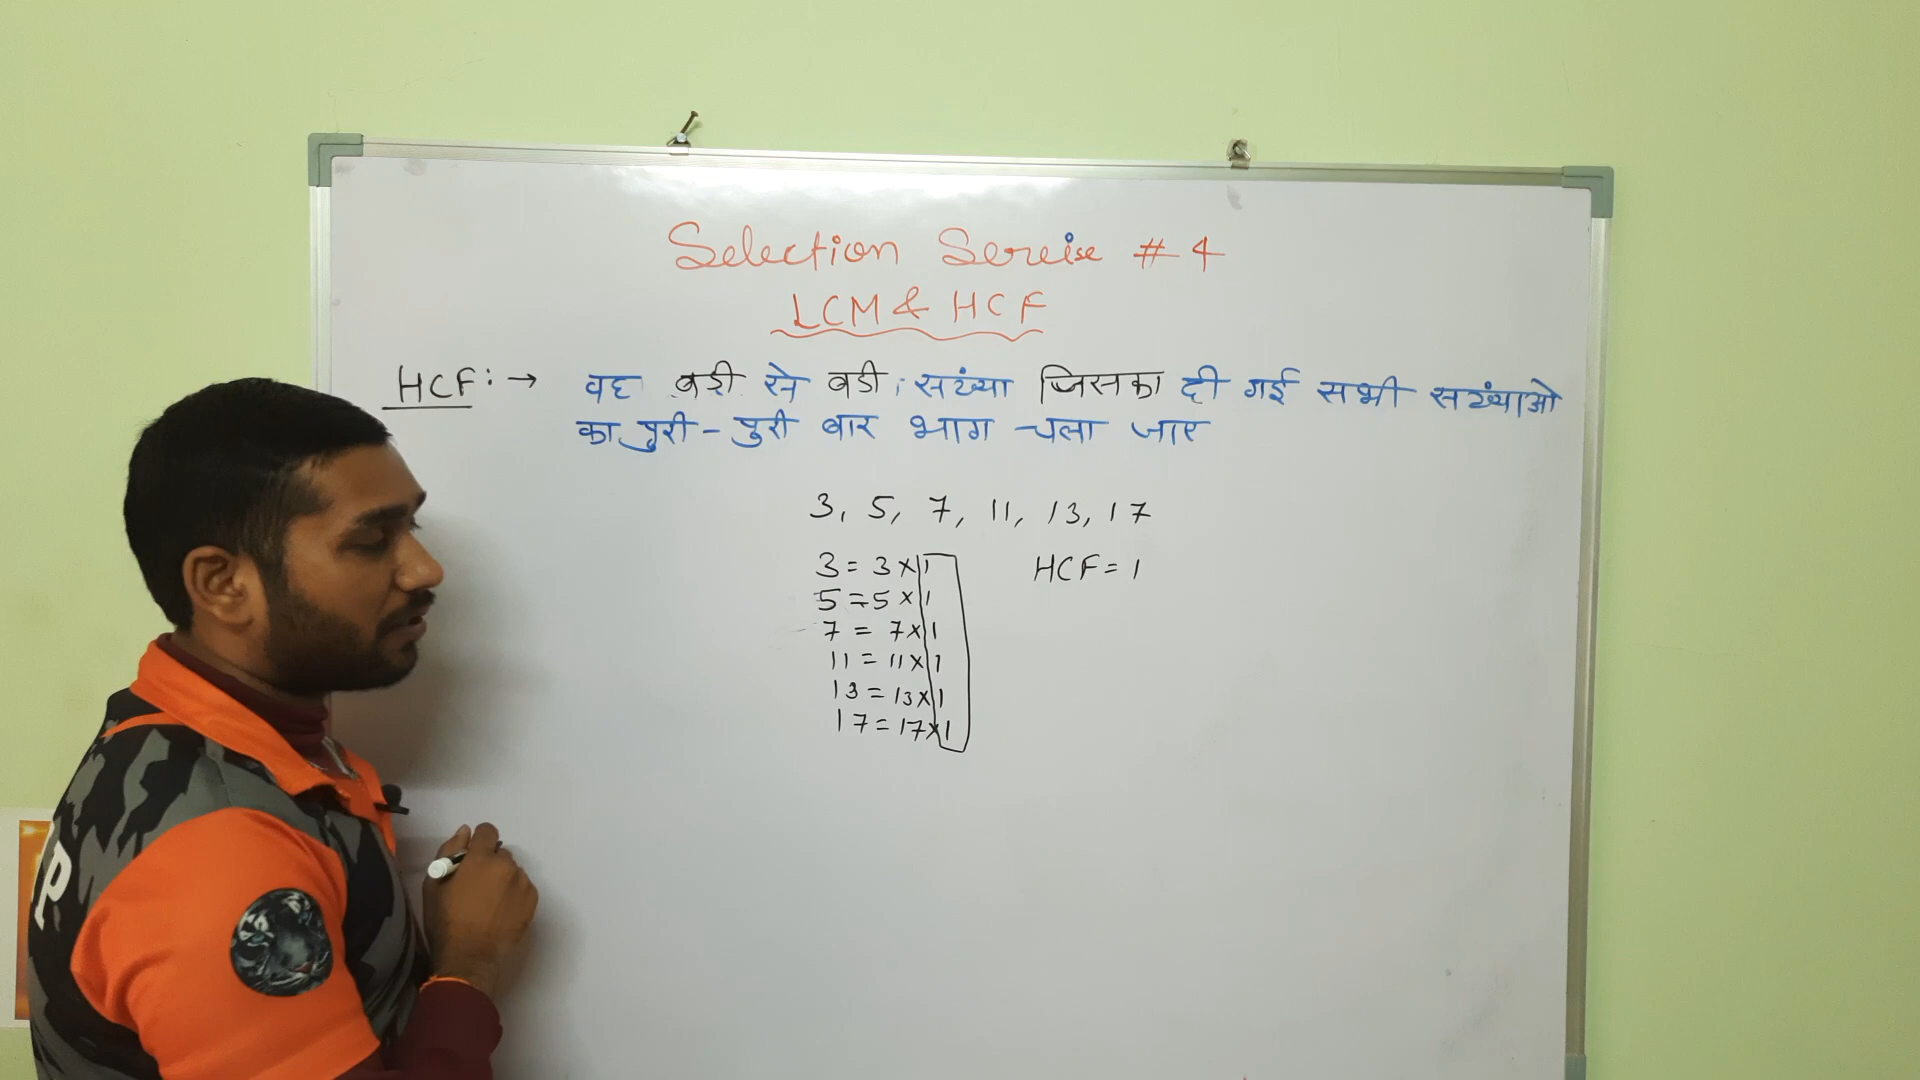 Selection Sereise # 4
LCM & HCF
HCF:→ वह बडी से बडी सख्ंया जिसका दी गई सभी सख्ंयाओ
का पुरी-पुरी बार भाग चला जाए
3, 5, 7, 11, 13, 17
3 = 3×1 HCF = 1
5 = 5×1
7 = 7×1
11 = 11×1
13 = 13×1
17 = 17×1
P